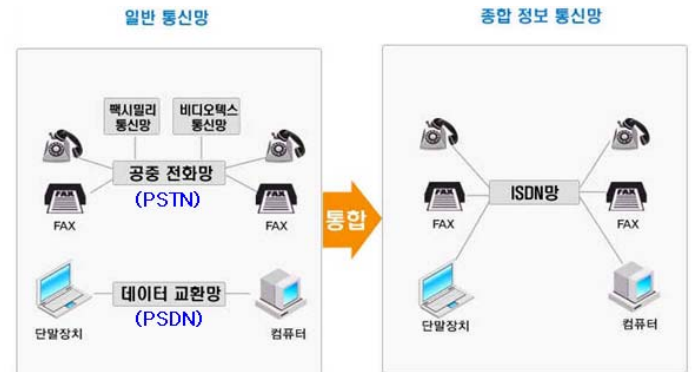 일반 통신망
팩시밀리
통신망
비디오텍스
통신망
공중 전화망
(PSTN)
FAX
FAX
데이터 교환망
(PSDN)
단말장치
컴퓨터
통합
종합 정보 통신망
ISDN망
FAX
FAX
단말장치
컴퓨터